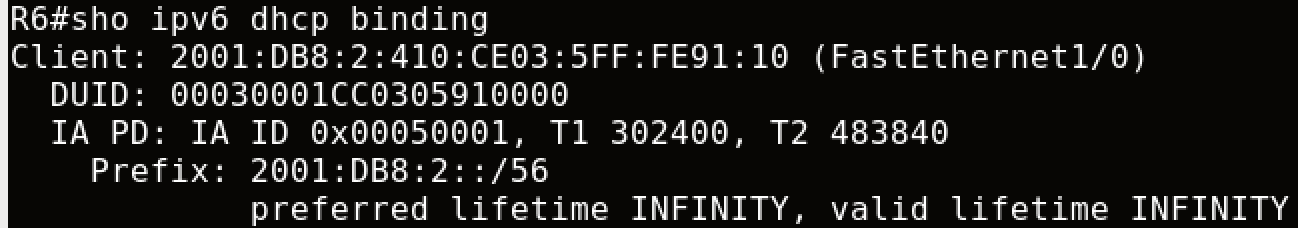 R6#sho ipv6 dhcp binding
Client: 2001:DB8:2:410:CE03:5FF:FE91:10 (FastEthernet1/0)
  DUID: 00030001CC0305910000
  IA PD: IA ID 0x00050001, T1 302400, T2 483840
    Prefix: 2001:DB8:2::/56
            preferred lifetime INFINITY, valid lifetime INFINITY